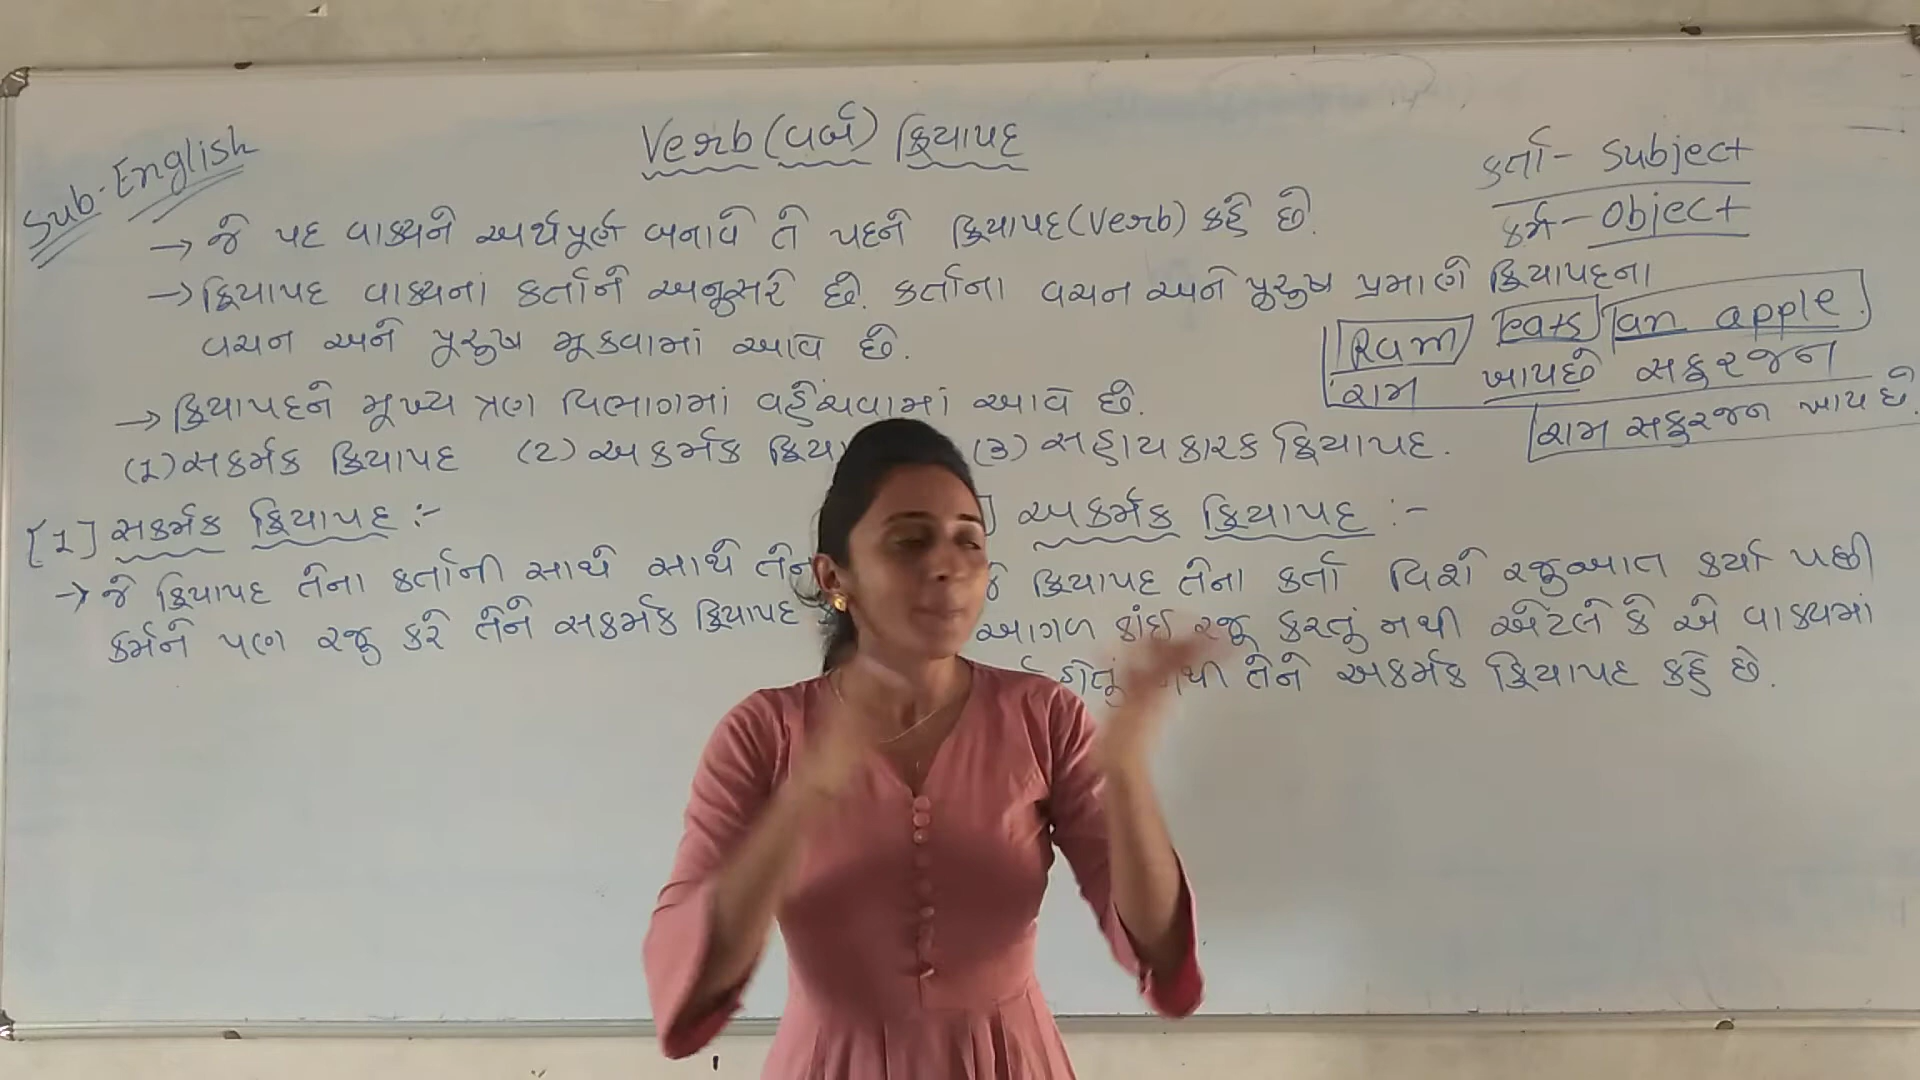 Sub-English
Verb (વર્બ) ક્રિયાપદ
કર્તા - Subject
કર્મ - Object
→ જે પદ વાક્યને અર્થપૂર્ણ બનાવે તે પદને ક્રિયાપદ (Verb) કહે છે.
→ ક્રિયાપદ વાક્યનાં કર્તાને અનુસરે છે. કર્તાના વચન અને પુરુષ પ્રમાણે ક્રિયાપદના
વચન અને પુરુષ મૂકવામાં આવે છે.
Ram eats an apple.
રામ ખાય છે સફરજન
રામ સફરજન ખાય છે.
→ ક્રિયાપદને મૂખ્ય ત્રણ વિભાગમાં વહેંચવામાં આવે છે.
(1) સકર્મક ક્રિયાપદ (2) અકર્મક ક્રિયા (3) સહાયકારક ક્રિયાપદ.
[1] સકર્મક ક્રિયાપદ :-
→ જે ક્રિયાપદ તેના કર્તાની સાથે સાથે તેન
કર્મને પણ રજુ કરે તેને સકર્મક ક્રિયાપદ
] અકર્મક ક્રિયાપદ :-
જે ક્રિયાપદ તેના કર્તા વિશે રજુઆત કર્યા પછી
આગળ કાંઈ રજૂ કરતું નથી એટલે કે એ વાક્યમાં
હોતું નથી તેને અકર્મક ક્રિયાપદ કહે છે.